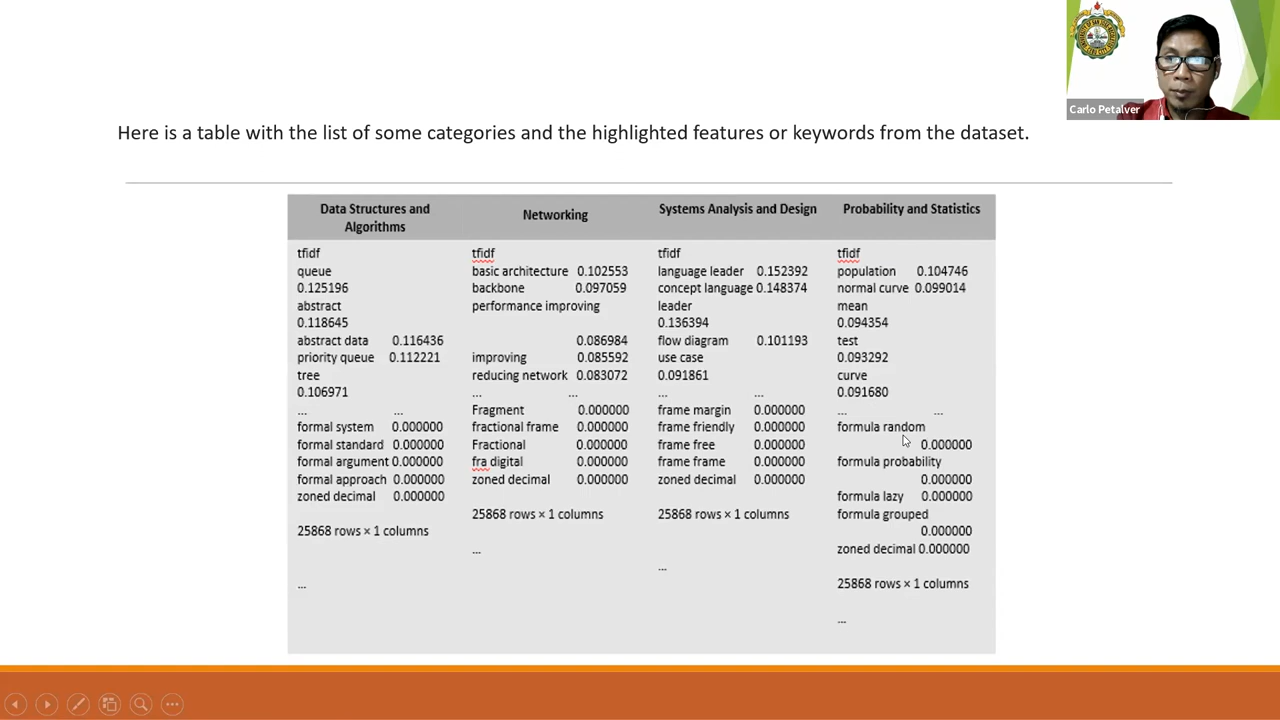 Carlo Petalver
Here is a table with the list of some categories and the highlighted features or keywords from the dataset.
Data Structures and
Algorithms
tfidf
queue
0.125196
abstract
0.118645
abstract data 0.116436
priority queue 0.112221
tree
0.106971
... ...
formal system 0.000000
formal standard 0.000000
formal argument 0.000000
formal approach 0.000000
zoned decimal 0.000000
25868 rows × 1 columns
...
Networking
tfidf
basic architecture 0.102553
backbone 0.097059
performance improving
0.086984
improving 0.085592
reducing network 0.083072
... ...
Fragment 0.000000
fractional frame 0.000000
Fractional 0.000000
fra digital 0.000000
zoned decimal 0.000000
25868 rows × 1 columns
...
Systems Analysis and Design
tfidf
language leader 0.152392
concept language 0.148374
leader
0.136394
flow diagram 0.101193
use case
0.091861
... ...
frame margin 0.000000
frame friendly 0.000000
frame free 0.000000
frame frame 0.000000
zoned decimal 0.000000
25868 rows × 1 columns
...
Probability and Statistics
tfidf
population 0.104746
normal curve 0.099014
mean
0.094354
test
0.093292
curve
0.091680
... ...
formula random
0.000000
formula probability
0.000000
formula lazy 0.000000
formula grouped
0.000000
zoned decimal 0.000000
25868 rows × 1 columns
...